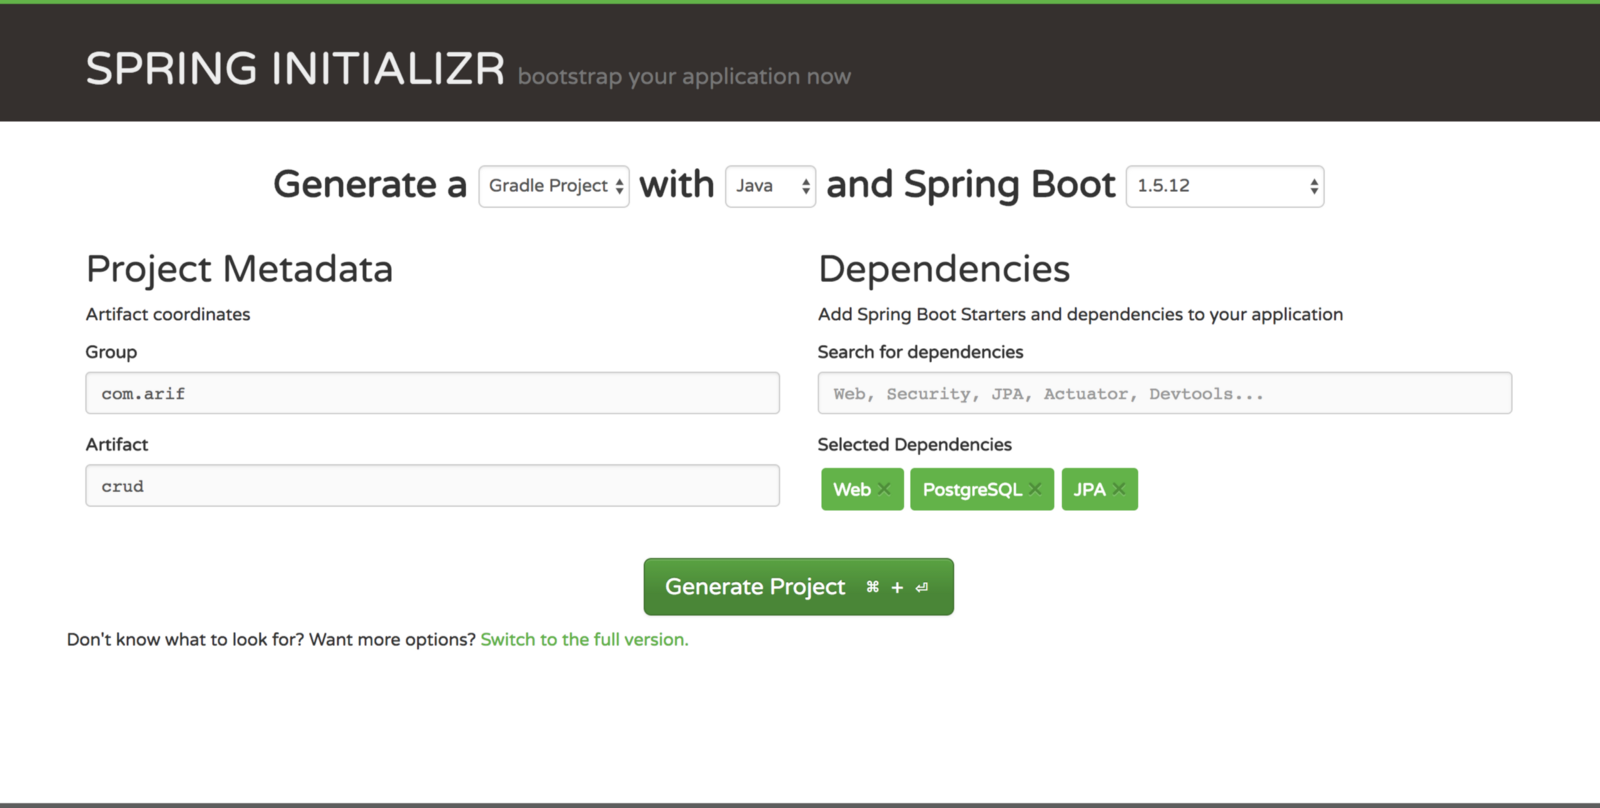 SPRING INITIALIZR bootstrap your application now
Generate a Gradle Project with Java and Spring Boot 1.5.12
Project Metadata
Artifact coordinates
Group
com.arif
Artifact
crud
Dependencies
Add Spring Boot Starters and dependencies to your application
Search for dependencies
Web, Security, JPA, Actuator, Devtools...
Selected Dependencies
Web × PostgreSQL × JPA ×
Generate Project ⌘ + ⏎
Don't know what to look for? Want more options? Switch to the full version.